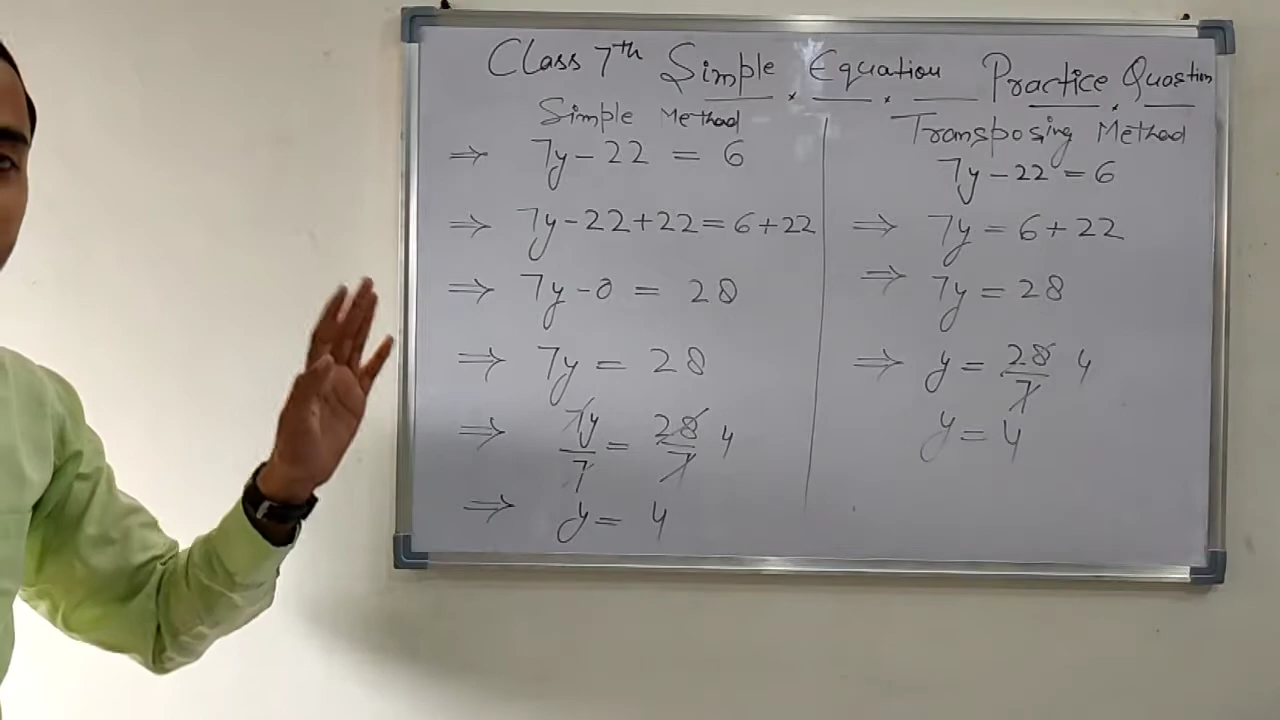 Class 7th Simple Equation Practice Question
Simple Method
⇒ 7y - 22 = 6
⇒ 7y - 22 + 22 = 6 + 22
⇒ 7y - 0 = 28
⇒ 7y = 28
⇒ 7y/7 = 28/7 4
⇒ y = 4
Transposing Method
7y - 22 = 6
⇒ 7y = 6 + 22
⇒ 7y = 28
⇒ y = 28/7 4
y = 4